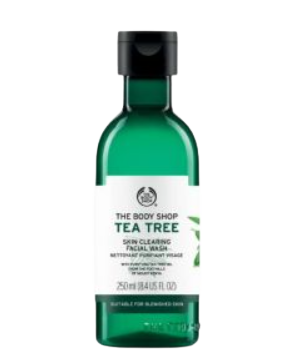 THE BODY SHOP
TEA TREE
SKIN CLEARING
FACIAL WASH
NETTOYANT PURIFIANT VISAGE
250 ml (8.4 US FL OZ)
SUITABLE FOR BLEMISHED SKIN